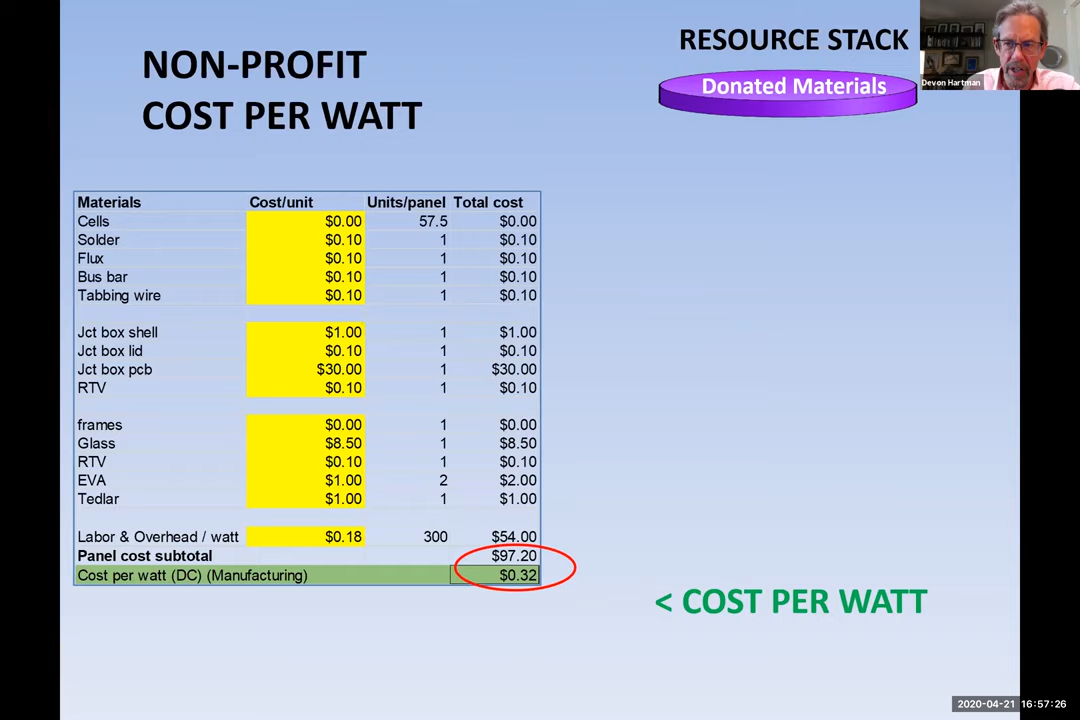 NON-PROFIT
COST PER WATT
RESOURCE STACK
Donated Materials
Devon Hartman
Materials Cost/unit Units/panel Total cost
Cells $0.00 57.5 $0.00
Solder $0.10 1 $0.10
Flux $0.10 1 $0.10
Bus bar $0.10 1 $0.10
Tabbing wire $0.10 1 $0.10
Jct box shell $1.00 1 $1.00
Jct box lid $0.10 1 $0.10
Jct box pcb $30.00 1 $30.00
RTV $0.10 1 $0.10
frames $0.00 1 $0.00
Glass $8.50 1 $8.50
RTV $0.10 1 $0.10
EVA $1.00 2 $2.00
Tedlar $1.00 1 $1.00
Labor & Overhead / watt $0.18 300 $54.00
Panel cost subtotal $97.20
Cost per watt (DC) (Manufacturing) $0.32
< COST PER WATT
2020-04-21 16:57:26